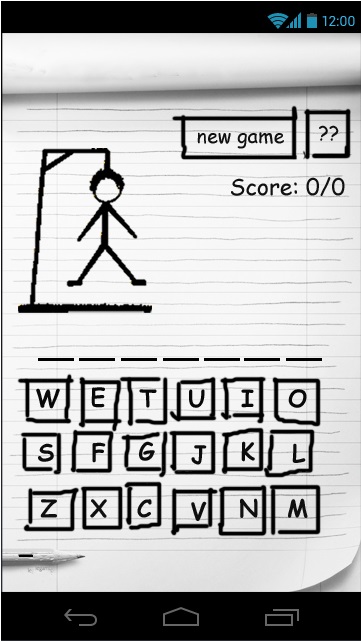 12:00
new game ??
Score: 0/0
W E T U I O
S F G J K L
Z X C V N M